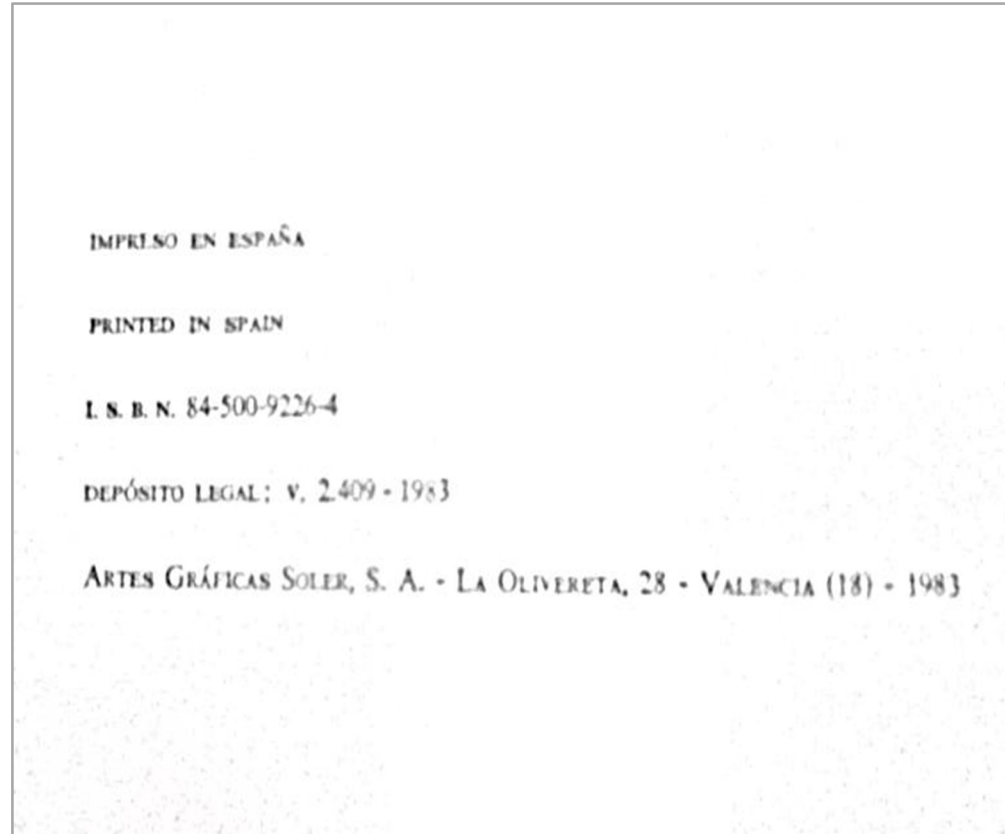 IMPRESO EN ESPAÑA
PRINTED IN SPAIN
I. S. B. N. 84-500-9226-4
DEPÓSITO LEGAL: V. 2.409 - 1983
ARTES GRÁFICAS SOLER, S. A. - LA OLIVERETA, 28 - VALENCIA (18) - 1983